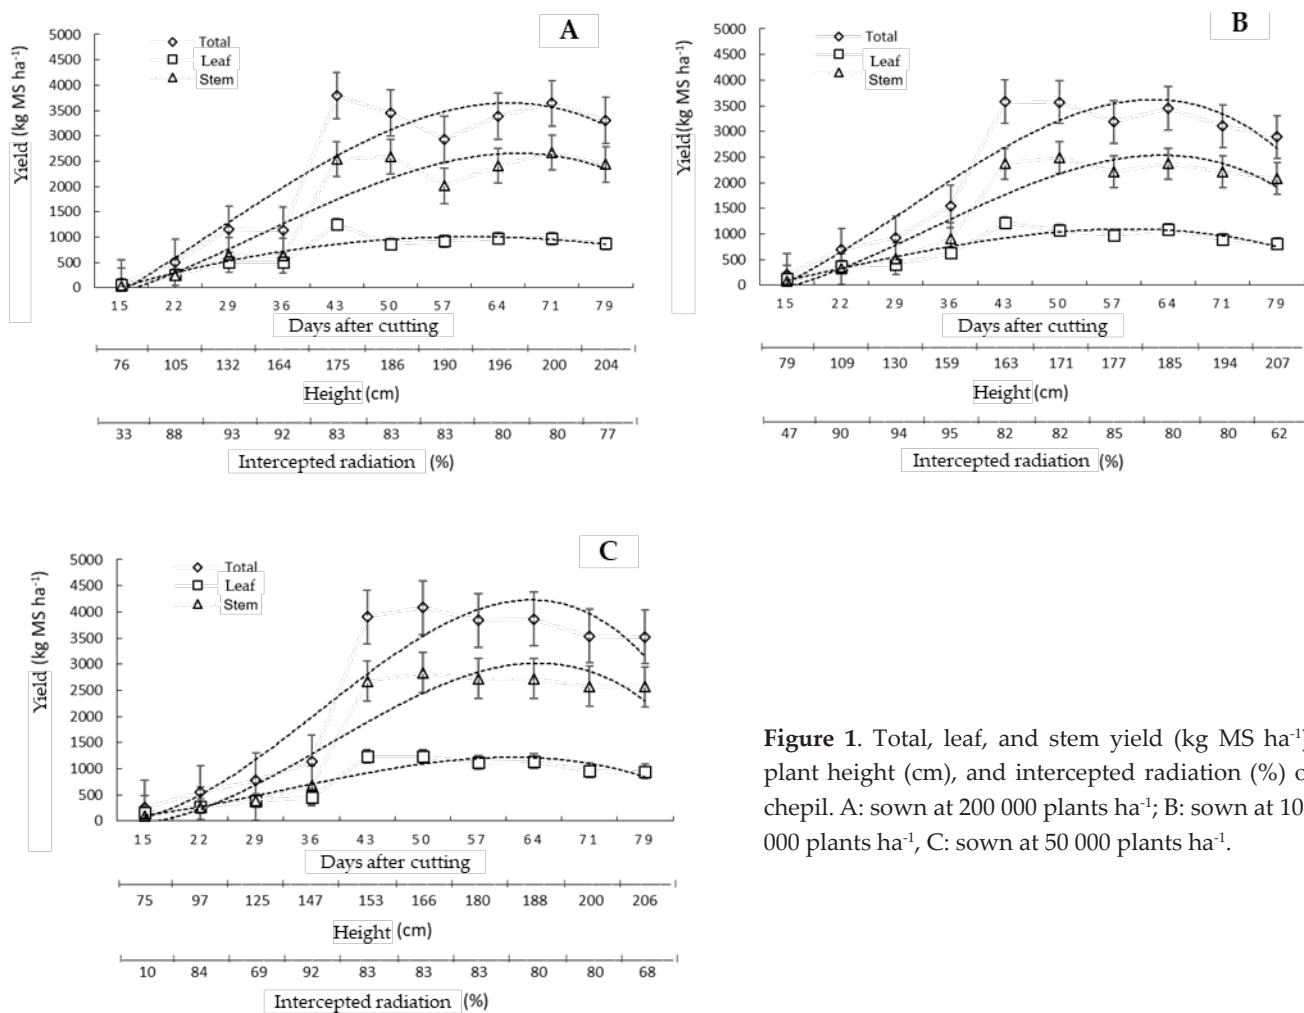 A
Yield (kg MS ha⁻¹)
5000
4500
4000
3500
3000
2500
2000
1500
1000
500
0
Total
Leaf
Stem
15 22 29 36 43 50 57 64 71 79
Days after cutting
76 105 132 164 175 186 190 196 200 204
Height (cm)
33 88 93 92 83 83 83 80 80 77
Intercepted radiation (%)
B
Yield (kg MS ha⁻¹)
5000
4500
4000
3500
3000
2500
2000
1500
1000
500
0
Total
Leaf
Stem
15 22 29 36 43 50 57 64 71 79
Days after cutting
79 109 130 159 163 171 177 185 194 207
Height (cm)
47 90 94 95 82 82 85 80 80 62
Intercepted radiation (%)
C
Yield (kg MS ha⁻¹)
5000
4500
4000
3500
3000
2500
2000
1500
1000
500
0
Total
Leaf
Stem
15 22 29 36 43 50 57 64 71 79
Days after cutting
75 97 125 147 153 166 180 188 200 206
Height (cm)
10 84 69 92 83 83 83 80 80 68
Intercepted radiation (%)
Figure 1. Total, leaf, and stem yield (kg MS ha⁻¹)
plant height (cm), and intercepted radiation (%) o
chepil. A: sown at 200 000 plants ha⁻¹; B: sown at 10
000 plants ha⁻¹, C: sown at 50 000 plants ha⁻¹.